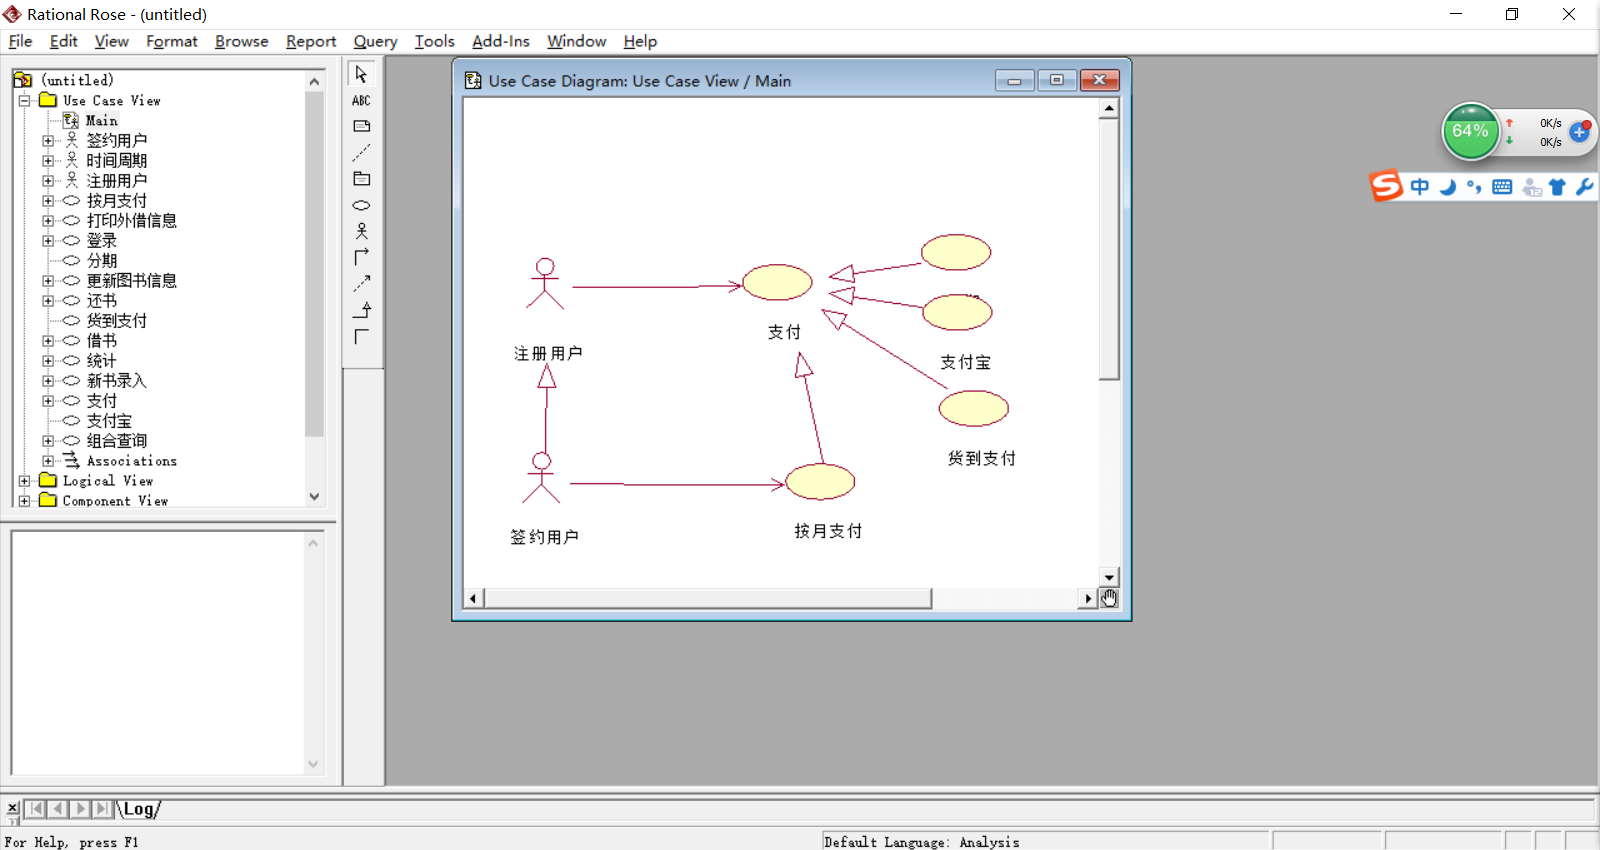 Rational Rose - (untitled)
File Edit View Format Browse Report Query Tools Add-Ins Window Help
(untitled)
Use Case View
Main
签约用户
时间周期
注册用户
按月支付
打印外借信息
登录
分期
更新图书信息
还书
货到支付
借书
统计
新书录入
支付
支付宝
组合查询
Associations
Logical View
Component View
ABC
Use Case Diagram: Use Case View / Main
注册用户
支付
支付宝
货到支付
签约用户
按月支付
64%
0K/s
0K/s
中
Log
For Help, press F1
Default Language: Analysis